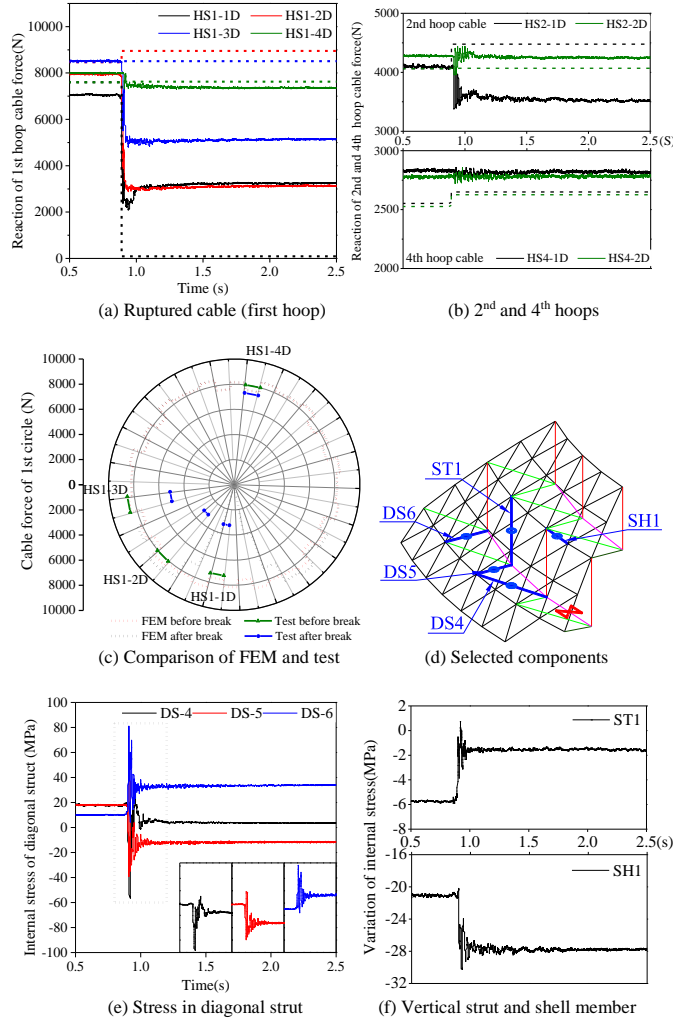 HS1-1D HS1-2D
HS1-3D HS1-4D
Reaction of 1st hoop cable force(N)
10000
8000
6000
4000
2000
0
0.5 1.0 1.5 2.0 2.5
Time (s)
(a) Ruptured cable (first hoop)
2nd hoop cable HS2-1D HS2-2D
Reaction of 2nd and 4th hoop cable force(N)
5000
4500
4000
3500
3000
0.5 1.0 1.5 2.0 2.5 (S)
3000
2500
2000
4th hoop cable HS4-1D HS4-2D
(b) 2nd and 4th hoops
HS1-4D
Cable force of 1st circle (N)
10000
8000
6000
4000
2000
0
2000
4000
6000
8000
10000
HS1-3D
HS1-2D
HS1-1D
FEM before break Test before break
FEM after break Test after break
(c) Comparison of FEM and test
ST1
DS6
SH1
DS5
DS4
(d) Selected components
DS-4 DS-5 DS-6
Internal stress of diagonal struct (MPa)
100
80
60
40
20
0
-20
-40
-60
-80
-100
0.5 1.0 1.5 2.0 2.5
Time(s)
(e) Stress in diagonal strut
ST1
Variation of internal stress(MPa)
2
0
-2
-4
-6
-8
0.5 1.0 1.5 2.0 2.5 (s)
-16
SH1
-20
-24
-28
-32
(f) Vertical strut and shell member